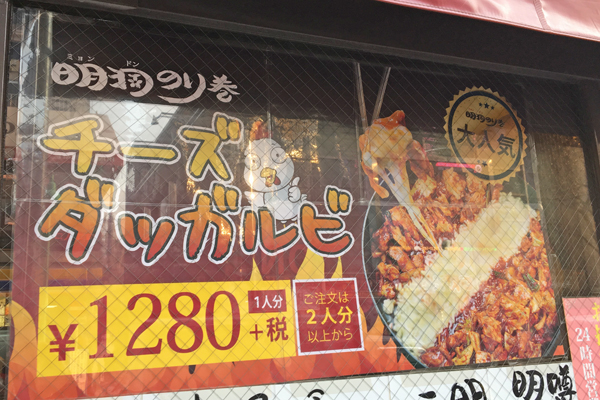 ミョン ドン
明洞のり巻
チーズ
ダッカルビ
明洞のり巻
大人気
¥1280
1人分
+税
ご注文は
2人分
以上から
24時間営
明 明噂